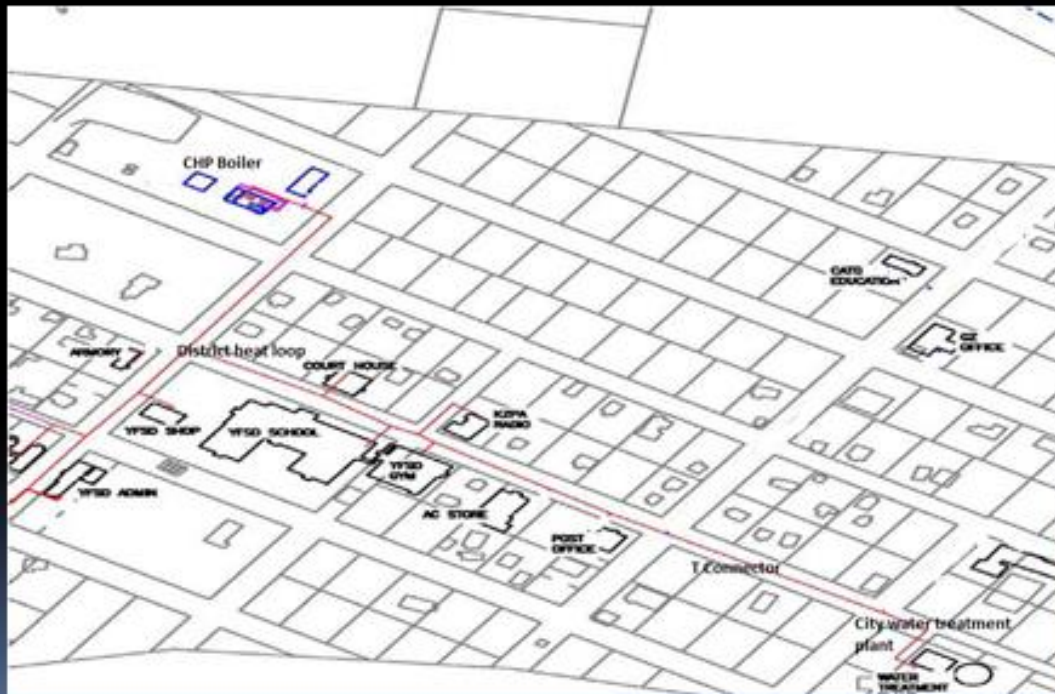 CHP Boiler
CATG
EDUCATION
GZ
OFFICE
District heat loop
ARMORY
COURT HOUSE
KZPA
RADIO
YFSD SHOP
YFSD SCHOOL
YFSD
GYM
YFSD ADMIN
AC STORE
POST
OFFICE
T Connector
City water treatment
plant
WATER
TREATMENT